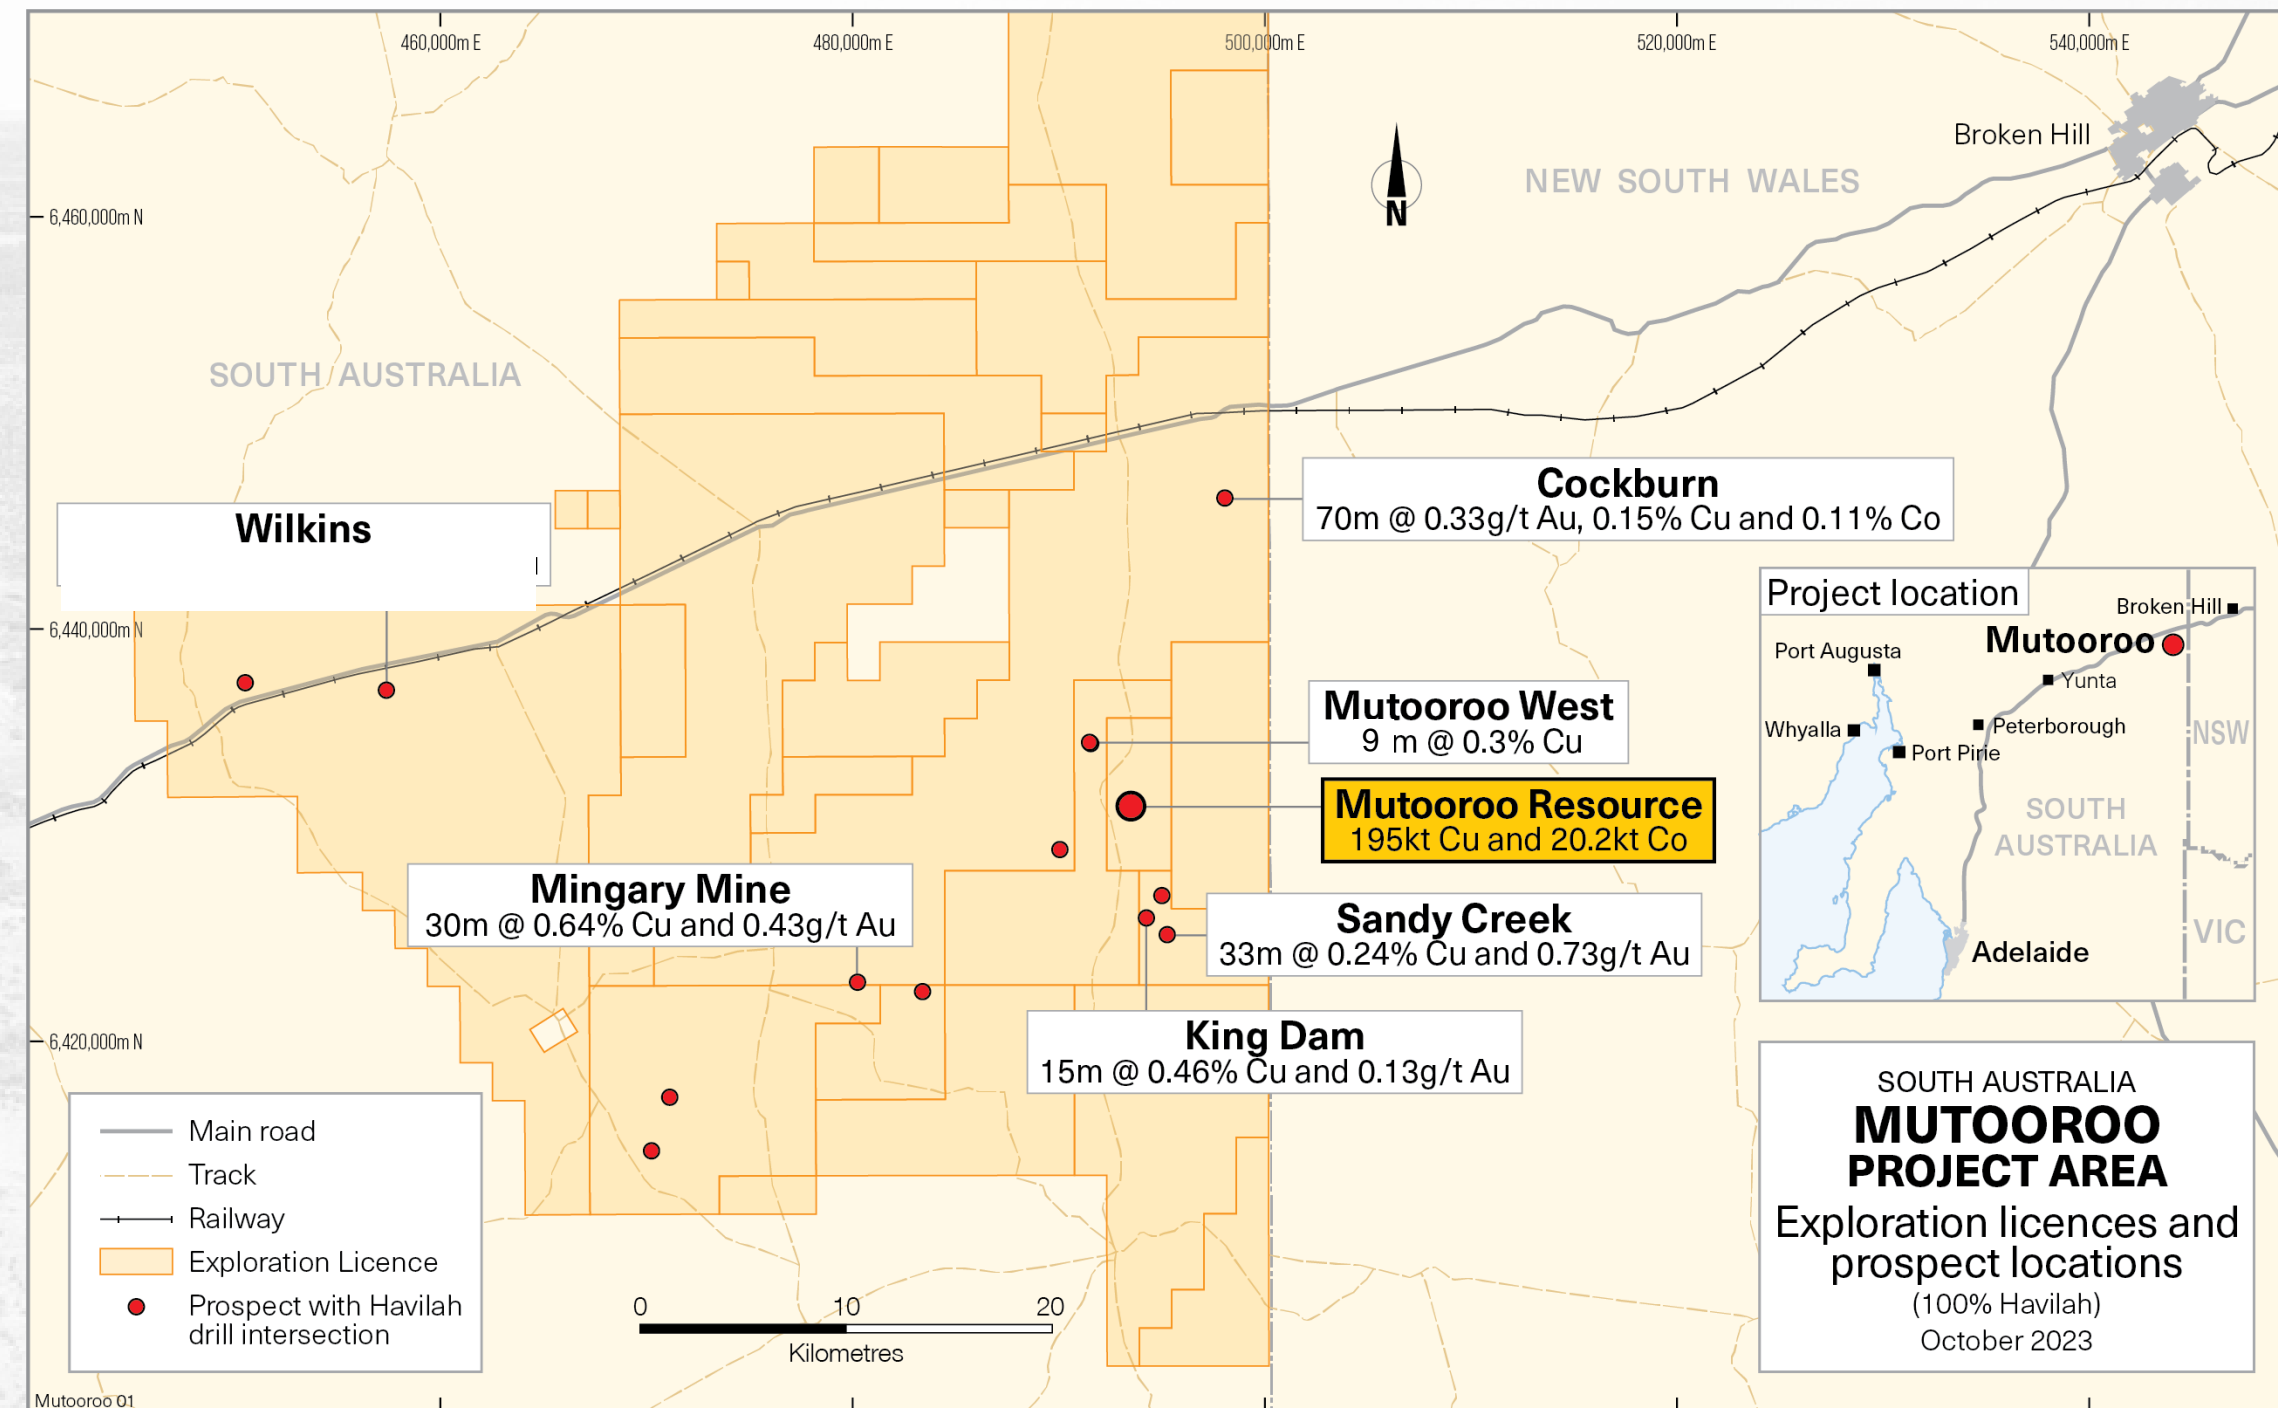 460,000m E
480,000m E
500,000m E
520,000m E
540,000m E
Broken Hill
NEW SOUTH WALES
N
6,460,000m N
SOUTH AUSTRALIA
Cockburn
70m @ 0.33g/t Au, 0.15% Cu and 0.11% Co
Wilkins
6,440,000m N
Project location
Broken Hill
Mutooroo
Port Augusta
Yunta
Whyalla
Peterborough
NSW
Port Pirie
SOUTH
AUSTRALIA
VIC
Adelaide
Mutooroo West
9 m @ 0.3% Cu
Mutooroo Resource
195kt Cu and 20.2kt Co
Mingary Mine
30m @ 0.64% Cu and 0.43g/t Au
Sandy Creek
33m @ 0.24% Cu and 0.73g/t Au
King Dam
15m @ 0.46% Cu and 0.13g/t Au
6,420,000m N
Main road
Track
Railway
Exploration Licence
Prospect with Havilah
drill intersection
0 10 20
Kilometres
SOUTH AUSTRALIA
MUTOOROO
PROJECT AREA
Exploration licences and
prospect locations
(100% Havilah)
October 2023
Mutooroo 01